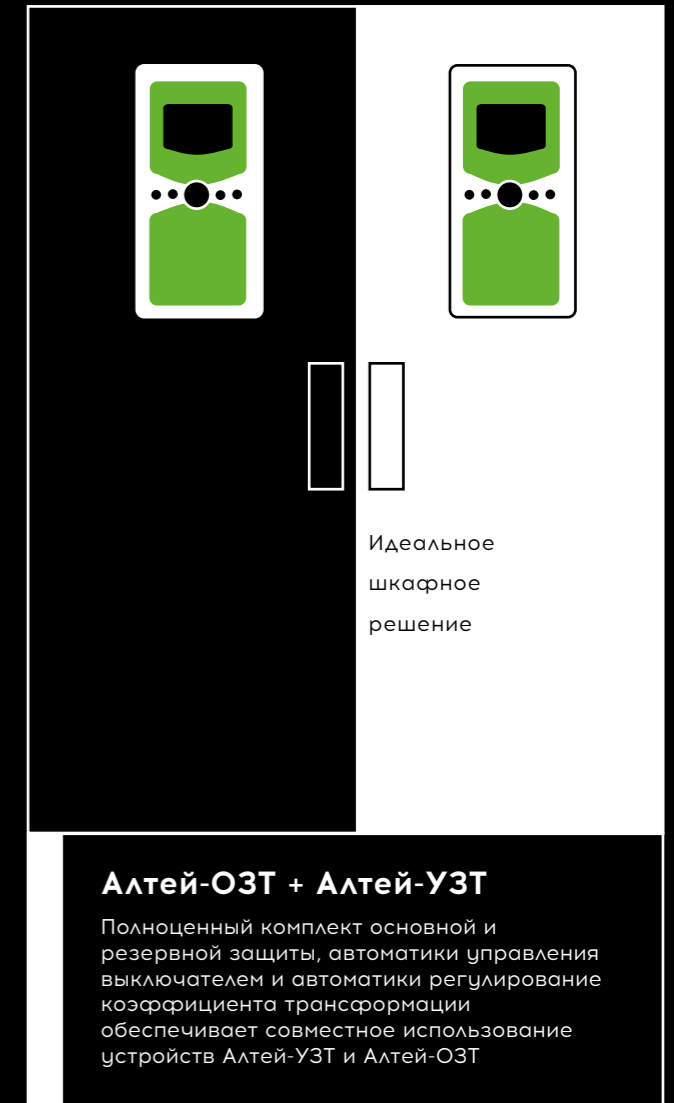 Идеальное
шкафное
решение
Алтей-ОЗТ + Алтей-УЗТ
Полноценный комплект основной и
резервной защиты, автоматики управления
выключателем и автоматики регулирование
коэффициента трансформации
обеспечивает совместное использование
устройств Алтей-УЗТ и Алтей-ОЗТ